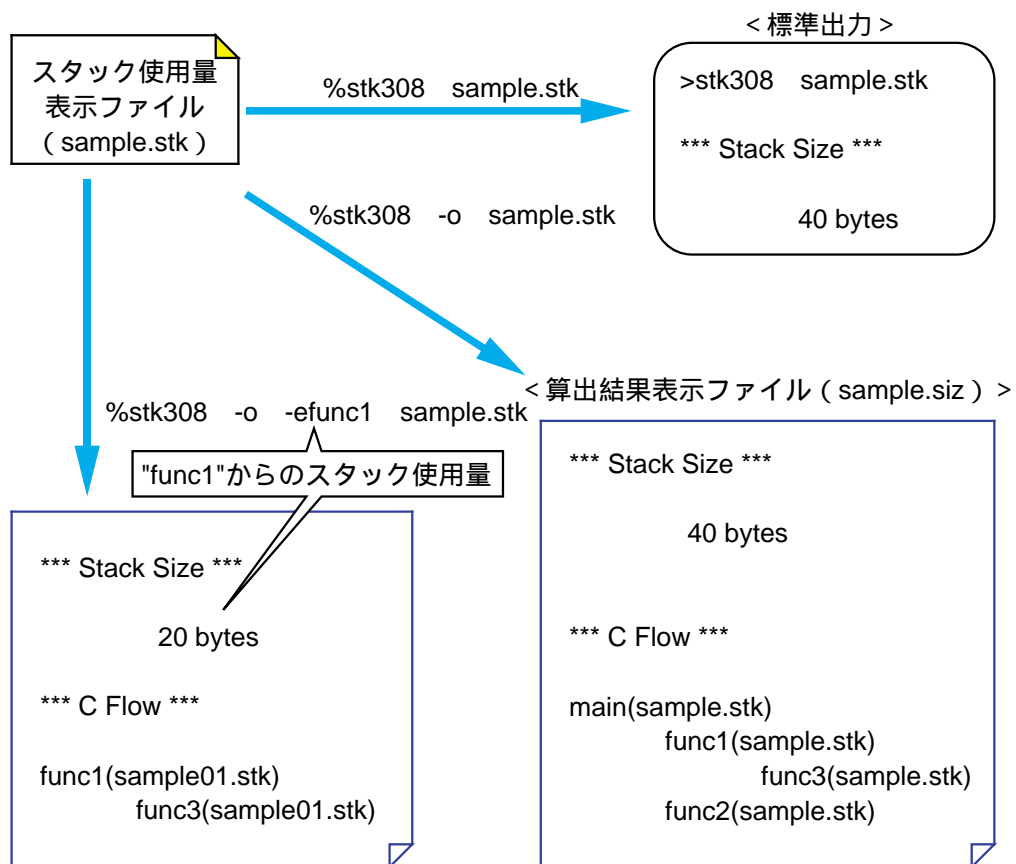 スタック使用量
表示ファイル
(sample.stk)
%stk308 sample.stk
<標準出力>
>stk308 sample.stk
*** Stack Size ***
40 bytes
%stk308 -o sample.stk
<算出結果表示ファイル(sample.siz)>
*** Stack Size ***
40 bytes
*** C Flow ***
main(sample.stk)
func1(sample.stk)
func3(sample.stk)
func2(sample.stk)
%stk308 -o -efunc1 sample.stk
"func1"からのスタック使用量
*** Stack Size ***
20 bytes
*** C Flow ***
func1(sample01.stk)
func3(sample01.stk)